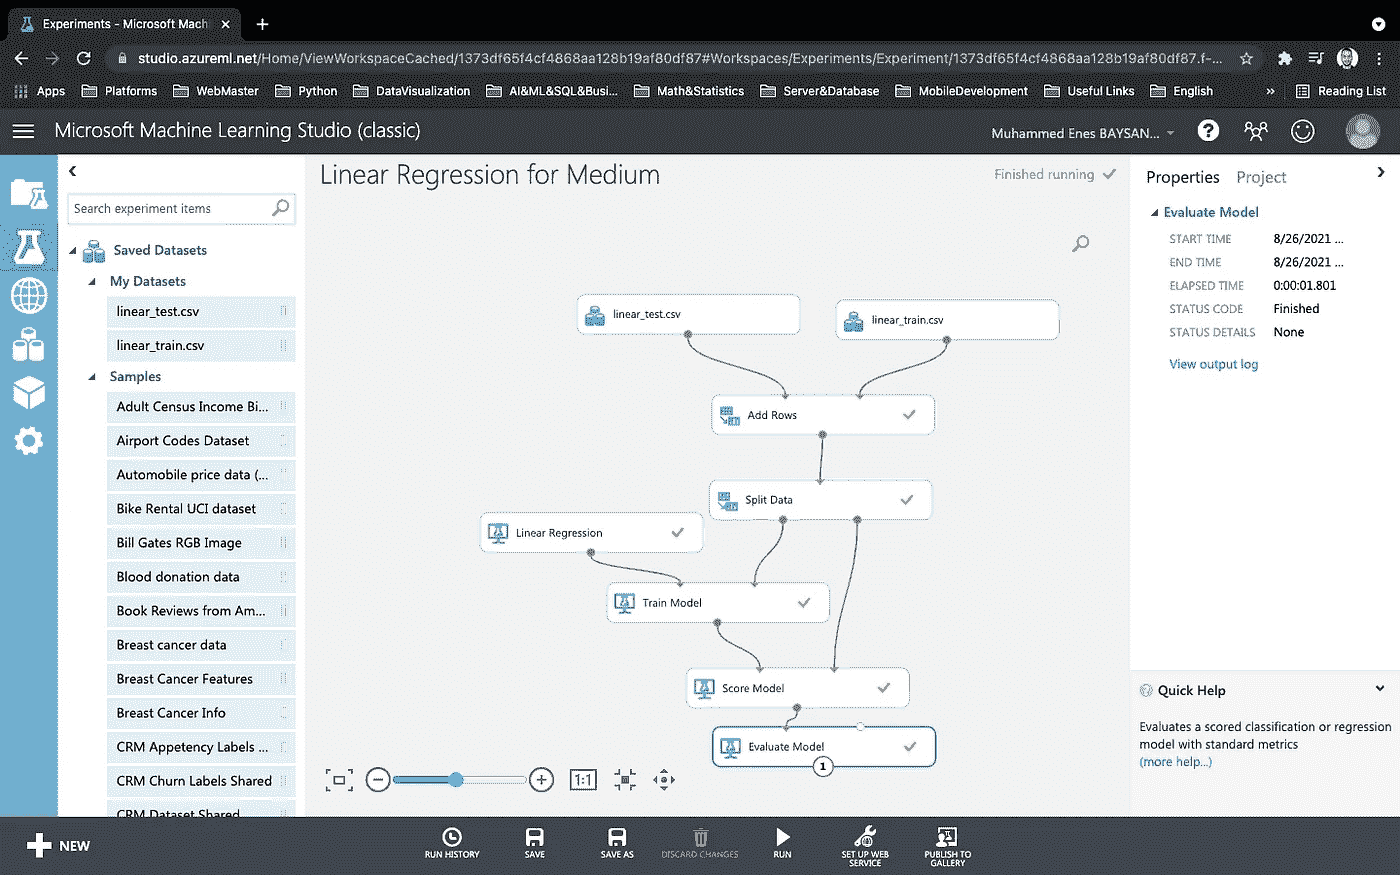 Experiments - Microsoft Mach
studio.azureml.net/Home/ViewWorkspaceCached/1373df65f4cf4868aa128b19af80df87#Workspaces/Experiments/Experiment/1373df65f4cf4868aa128b19af80df87.f-...
Apps Platforms WebMaster Python DataVisualization AI&ML&SQL&Busi... Math&Statistics Server&Database MobileDevelopment Useful Links English » Reading List
Microsoft Machine Learning Studio (classic)
Muhammed Enes BAYSAN...
Search experiment items
Saved Datasets
My Datasets
linear_test.csv
linear_train.csv
Samples
Adult Census Income Bi...
Airport Codes Dataset
Automobile price data (...
Bike Rental UCI dataset
Bill Gates RGB Image
Blood donation data
Book Reviews from Am...
Breast cancer data
Breast Cancer Features
Breast Cancer Info
CRM Appetency Labels ...
CRM Churn Labels Shared
CRM Dataset Shared
Linear Regression for Medium
Finished running
linear_test.csv
linear_train.csv
Add Rows
Split Data
Linear Regression
Train Model
Score Model
Evaluate Model
1
1:1
Properties Project
Evaluate Model
START TIME 8/26/2021 ...
END TIME 8/26/2021 ...
ELAPSED TIME 0:00:01.801
STATUS CODE Finished
STATUS DETAILS None
View output log
Quick Help
Evaluates a scored classification or regression
model with standard metrics
(more help...)
NEW
RUN HISTORY
SAVE
SAVE AS
DISCARD CHANGES
RUN
SET UP WEB
SERVICE
PUBLISH TO
GALLERY